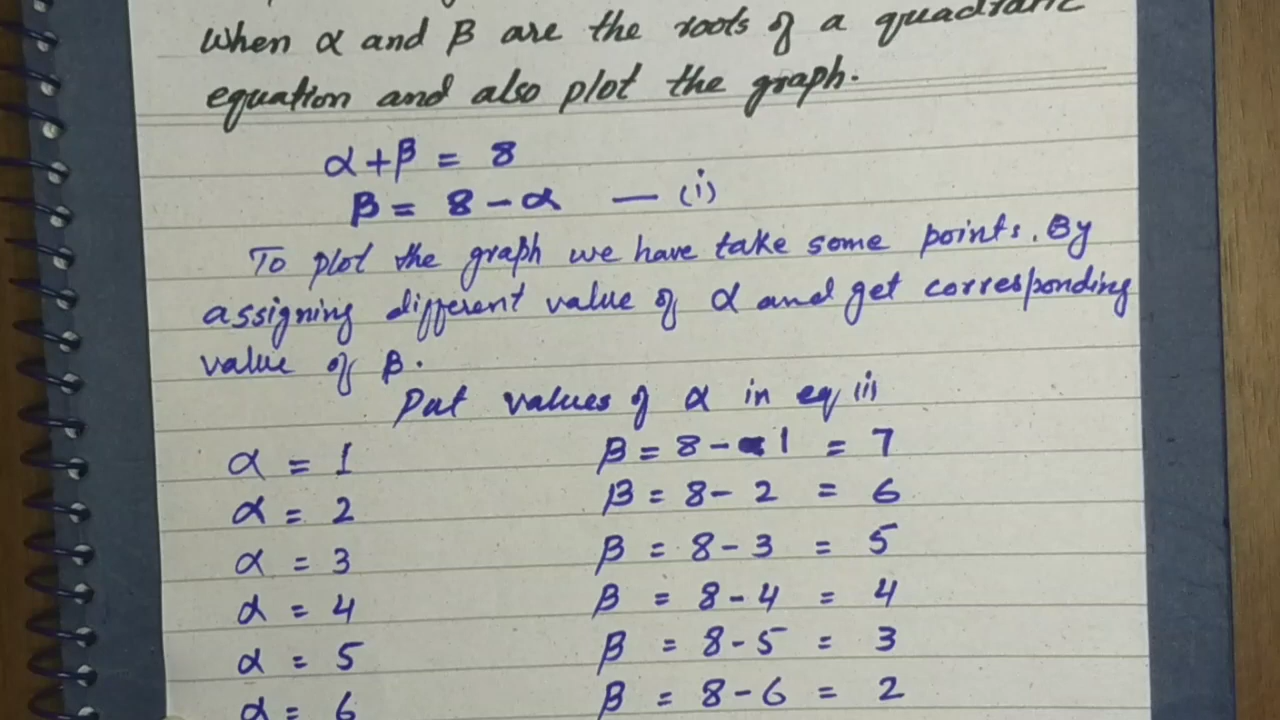 When α and β are the roots of a quadratic
equation and also plot the graph.
α+β = 8
β = 8 - α — (i)
To plot the graph we have take some points. By
assigning different value of α and get corresponding
value of β.
Put values of α in eq (i)
α = 1 β = 8 - 1 = 7
α = 2 β = 8 - 2 = 6
α = 3 β = 8 - 3 = 5
α = 4 β = 8 - 4 = 4
α = 5 β = 8 - 5 = 3
α = 6 β = 8 - 6 = 2